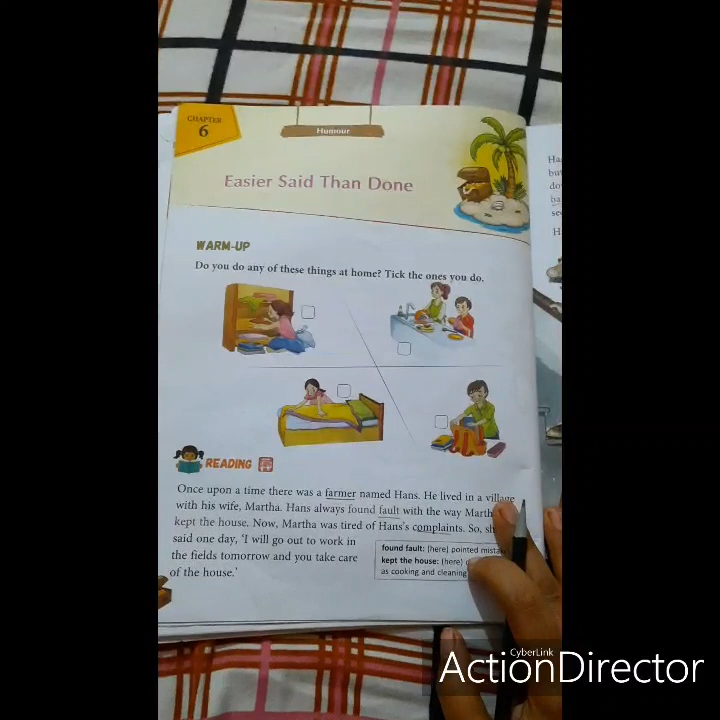 CHAPTER
6
Humour
Easier Said Than Done
WARM-UP
Do you do any of these things at home? Tick the ones you do.
READING
Once upon a time there was a farmer named Hans. He lived in a village
with his wife, Martha. Hans always found fault with the way
kept the house. Now, Martha was tired of Hans's complaints. So,
said one day, 'I will go out to work in
the fields tomorrow and you take care
of the house.'
found fault: (here) pointed
kept the house: (here)
as cooking and cleaning
CyberLink
ActionDirector